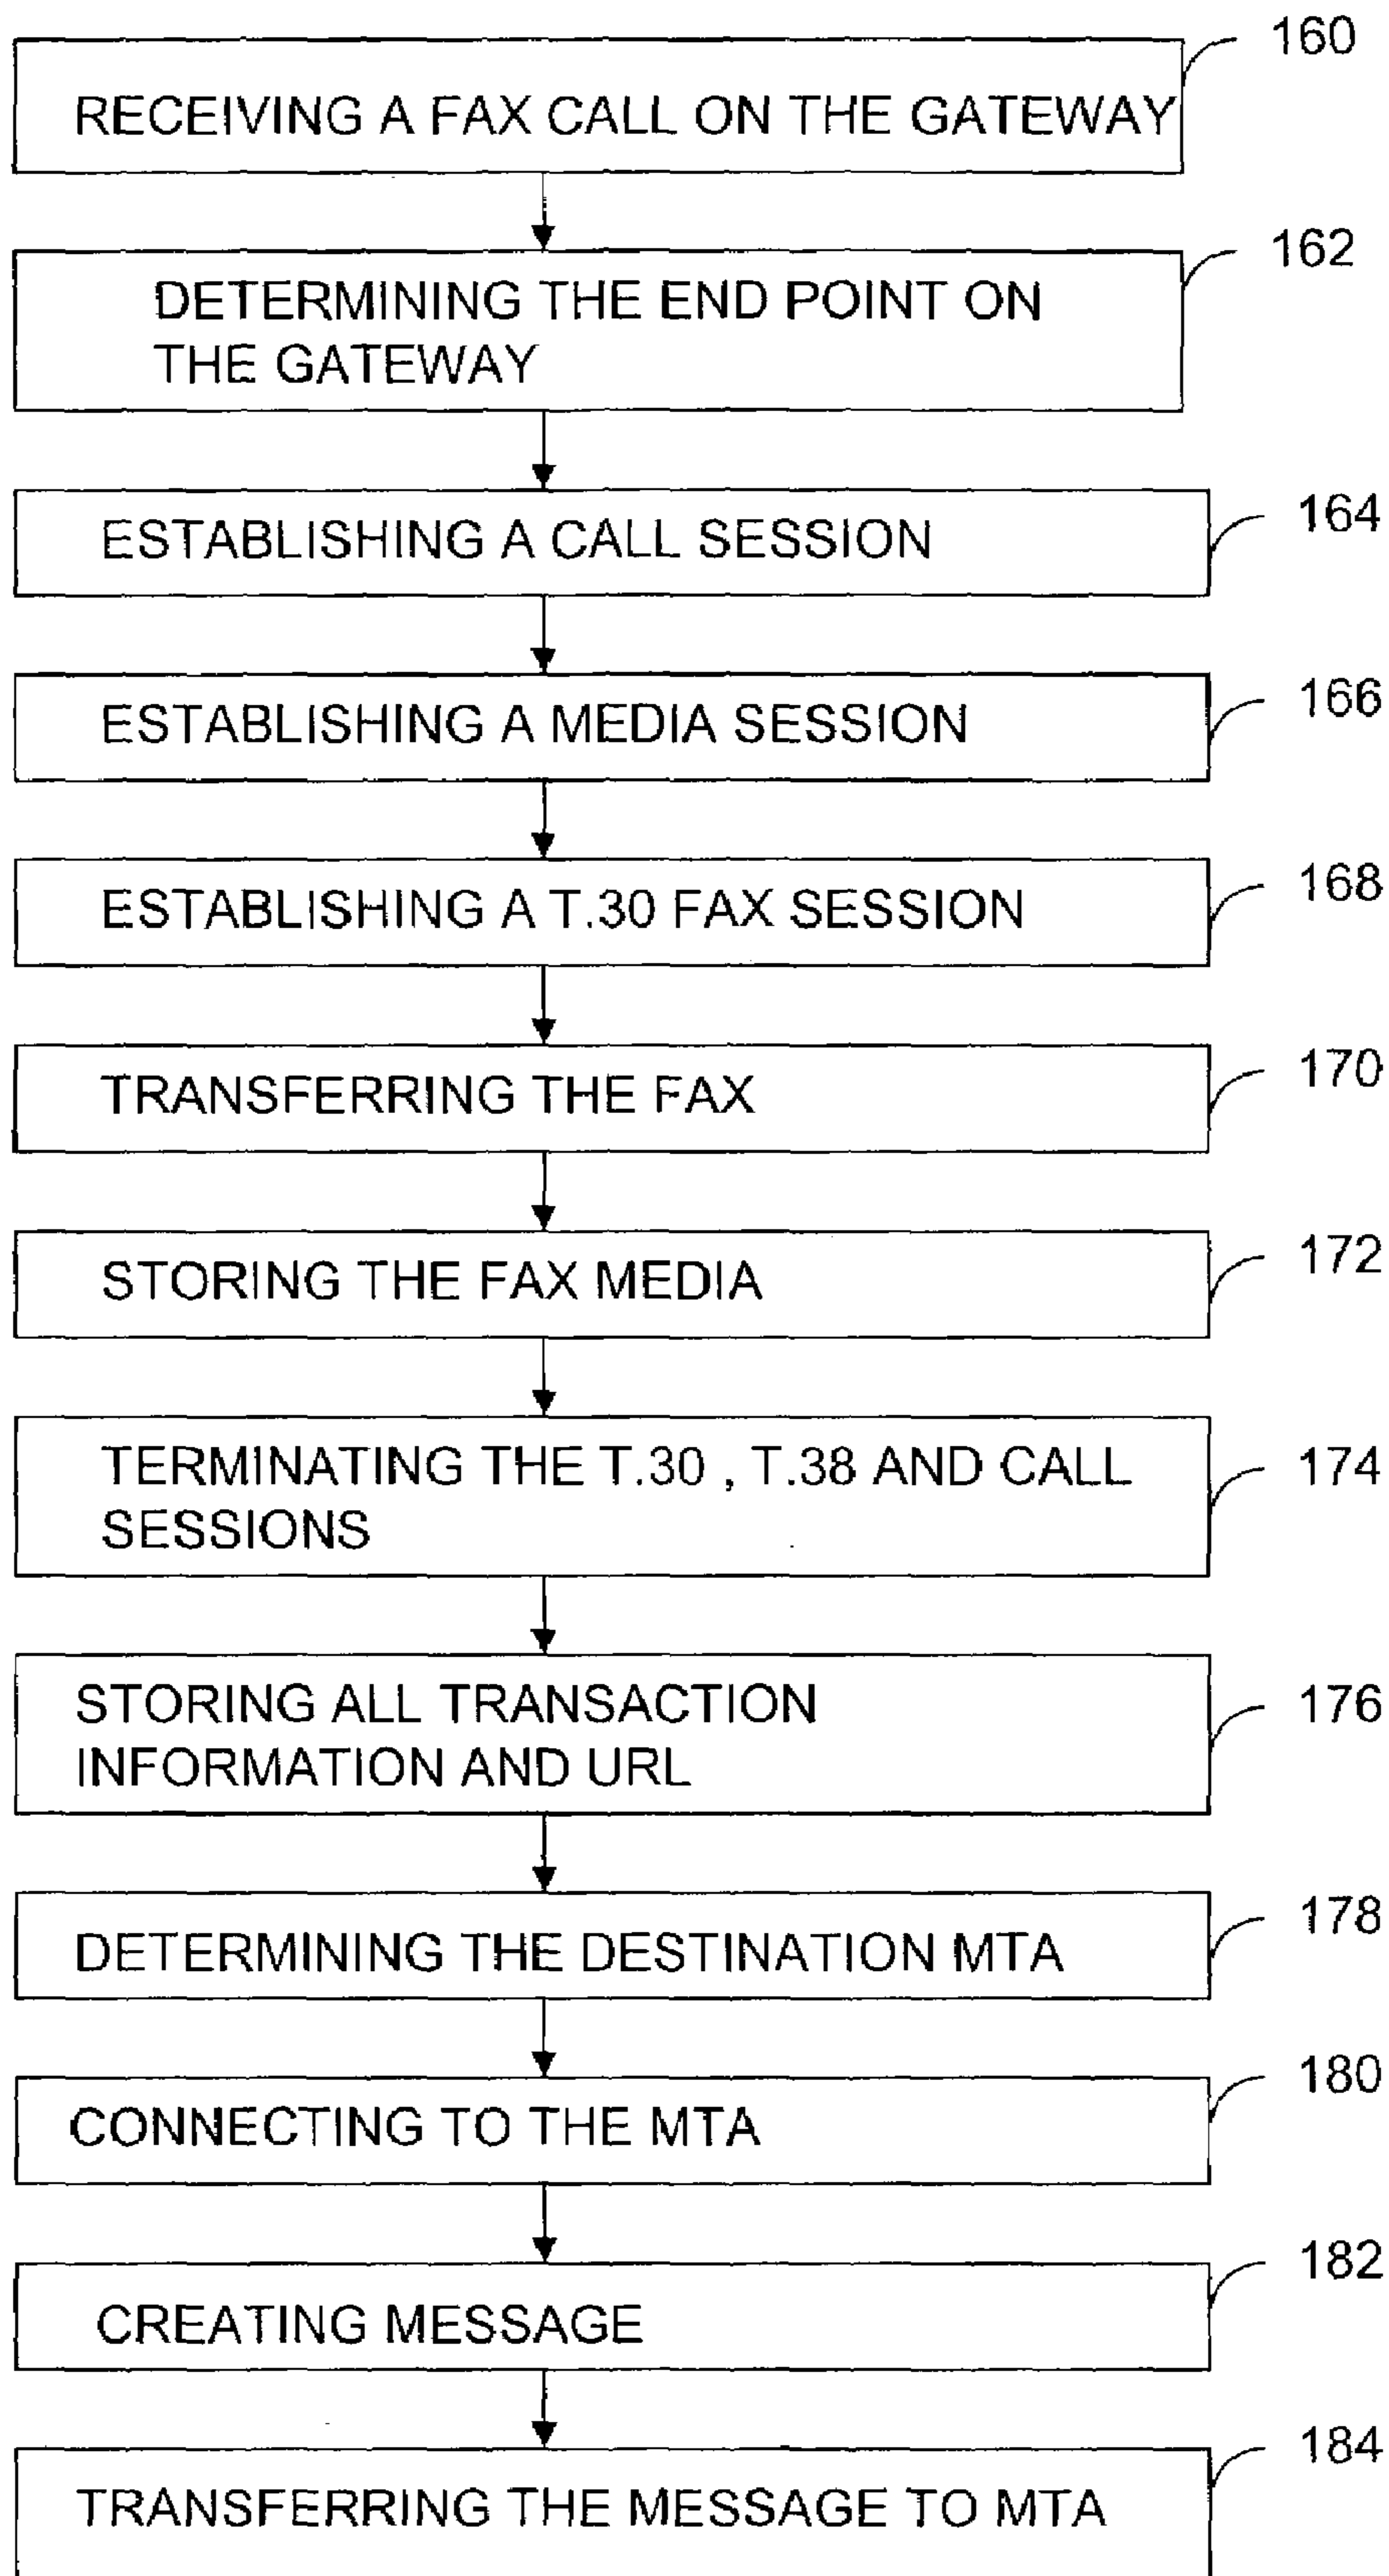 160
RECEIVING A FAX CALL ON THE GATEWAY
162
DETERMINING THE END POINT ON
THE GATEWAY
164
ESTABLISHING A CALL SESSION
166
ESTABLISHING A MEDIA SESSION
168
ESTABLISHING A T.30 FAX SESSION
170
TRANSFERRING THE FAX
172
STORING THE FAX MEDIA
174
TERMINATING THE T.30 , T.38 AND CALL
SESSIONS
176
STORING ALL TRANSACTION
INFORMATION AND URL
178
DETERMINING THE DESTINATION MTA
180
CONNECTING TO THE MTA
182
CREATING MESSAGE
184
TRANSFERRING THE MESSAGE TO MTA